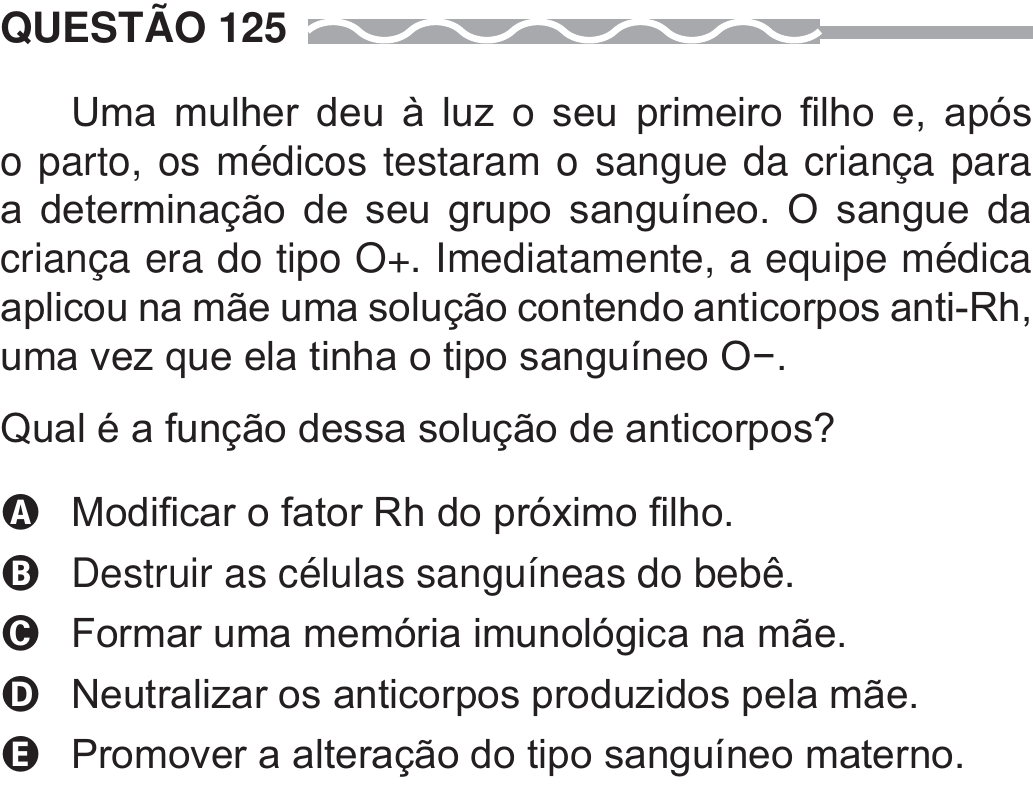 QUESTÃO 125
Uma mulher deu à luz o seu primeiro filho e, após
o parto, os médicos testaram o sangue da criança para
a determinação de seu grupo sanguíneo. O sangue da
criança era do tipo O+. Imediatamente, a equipe médica
aplicou na mãe uma solução contendo anticorpos anti-Rh,
uma vez que ela tinha o tipo sanguíneo O−.
Qual é a função dessa solução de anticorpos?
A Modificar o fator Rh do próximo filho.
B Destruir as células sanguíneas do bebê.
C Formar uma memória imunológica na mãe.
D Neutralizar os anticorpos produzidos pela mãe.
E Promover a alteração do tipo sanguíneo materno.